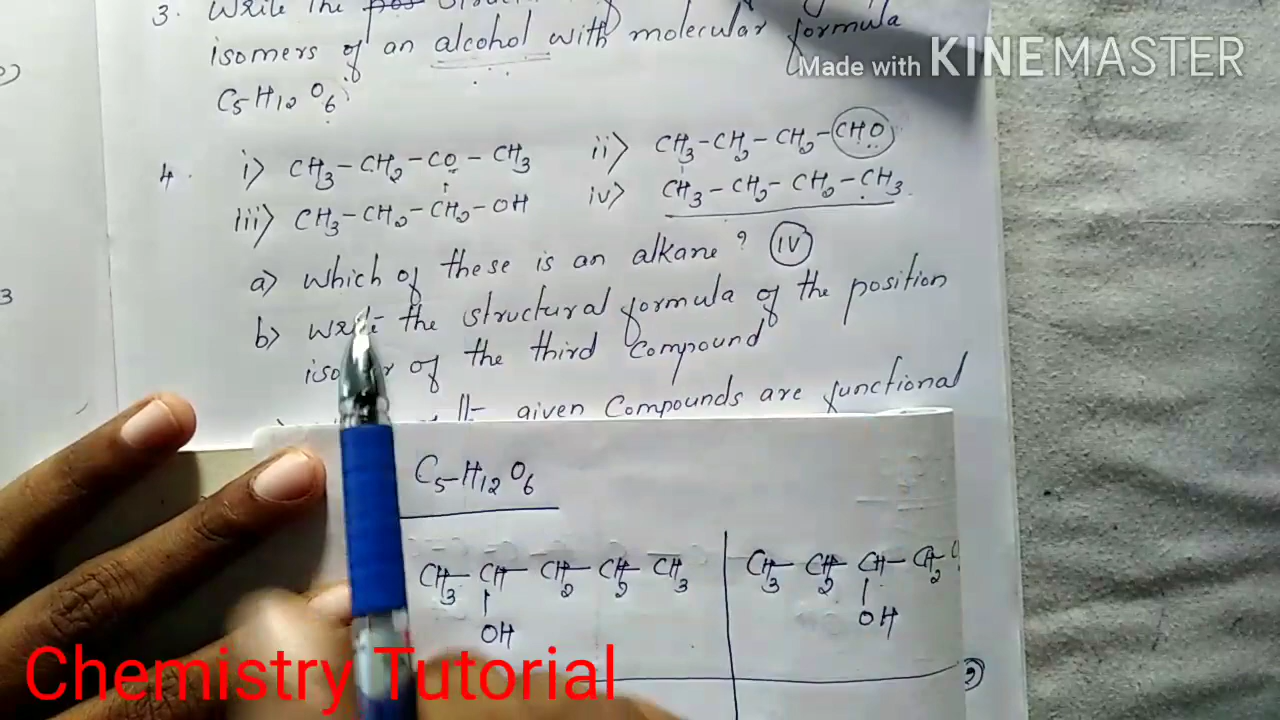 3. Write the
isomers of an alcohol with molecular formula
Made with KINEMASTER
C5H12O6
4. i) CH3-CH2-CO-CH3 ii) CH3-CH2-CH2-CHO
iii) CH3-CH2-CH2-OH iv) CH3-CH2-CH2-CH3
a) Which of these is an alkane? IV
b) Write the structural formula of the position
of the third Compound
given Compounds are functional
C5H12O6
CH3-CH-CH2-CH2-CH3 CH3-CH2-CH-CH2
OH OH
Chemistry Tutorial